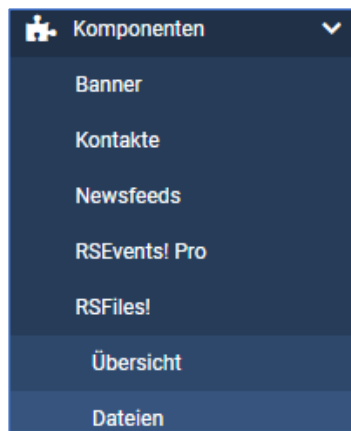 Komponenten
Banner
Kontakte
Newsfeeds
RSEvents! Pro
RSFiles!
Übersicht
Dateien